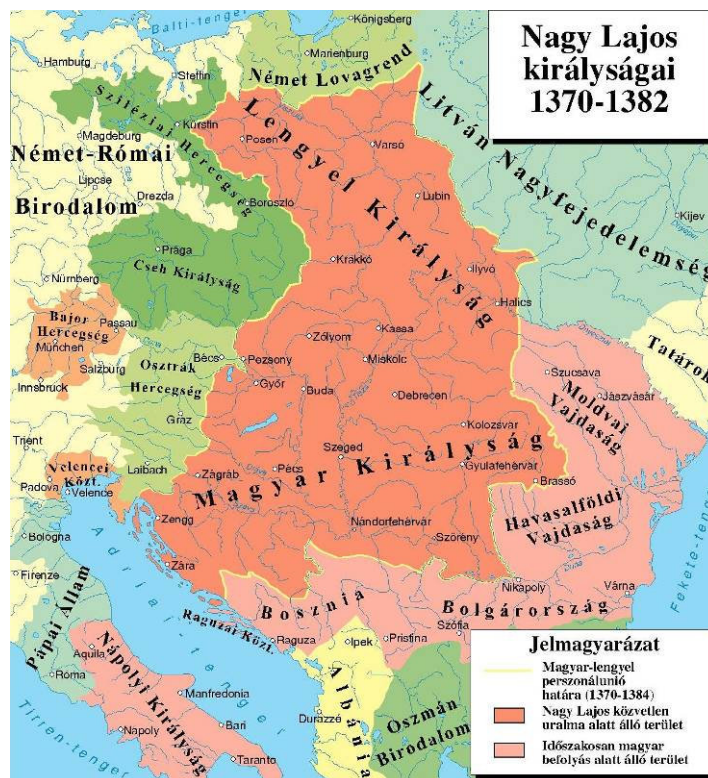 Nagy Lajos
királyságai
1370-1382
Balti-tenger
Königsberg
Marienburg
Hamburg
Stettin
Német Lovagrend
Litván Nagyfejedelemség
Sziléziai Hercegség
Küstrin
Magdeburg
Posen
Varsó
Német-Római
Birodalom
Lipcse
Drezda
Boroszló
Lublin
Kijev
Lengyel Királyság
Prága
Cseh Királyság
Krakkó
Ilyvó
Halics
Nürnberg
Bajor
Hercegség
Passau
München
Salzburg
Innsbruck
Bécs
Osztrák
Hercegség
Graz
Pozsony
Zólyom
Kassa
Miskolc
Győr
Buda
Debrecen
Tatárok
Szucsava
Jászvásár
Moldvai
Vajdaság
Kolozsvár
Szeged
Gyulafehérvár
Brassó
Trient
Laibach
Velencei
Közt.
Padova
Velence
Zágráb
Pécs
Magyar Királyság
Havasalföldi
Vajdaság
Zengg
Nándorfehérvár
Szörény
Bologna
Firenze
Zára
Adriai-tenger
Nikápoly
Várna
Fekete-tenger
Bosznia
Bolgárország
Raguzai Közt.
Raguza
Ipek
Pristina
Szófia
Pápai Állam
Aquila
Róma
Nápolyi Királyság
Manfredonia
Napoly
Bari
Taranto
Tirren-tenger
Albánia
Durazzé
Oszmán
Birodalom
Jelmagyarázat
Magyar-lengyel
perszonálunió
határa (1370-1384)
Nagy Lajos közvetlen
uralma alatt álló terület
Időszakosan magyar
befolyás alatt álló terület